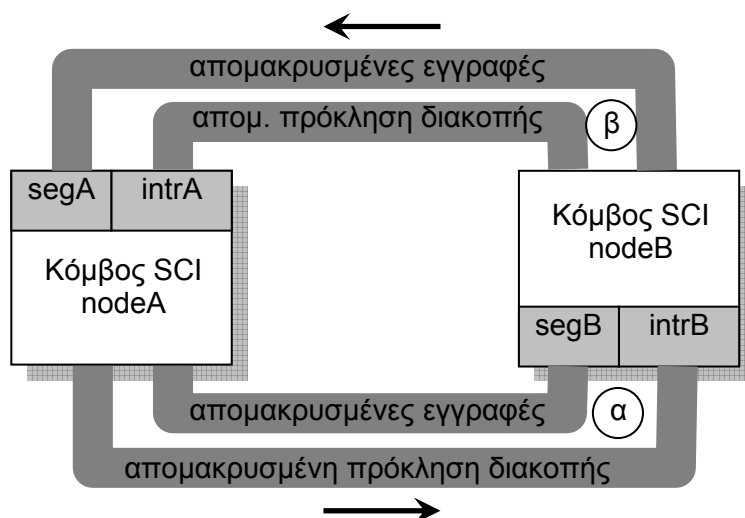 απομακρυσμένες εγγραφές
απομ. πρόκληση διακοπής
β
segA
intrA
Κόμβος SCI
nodeA
Κόμβος SCI
nodeB
segB
intrB
απομακρυσμένες εγγραφές
α
απομακρυσμένη πρόκληση διακοπής